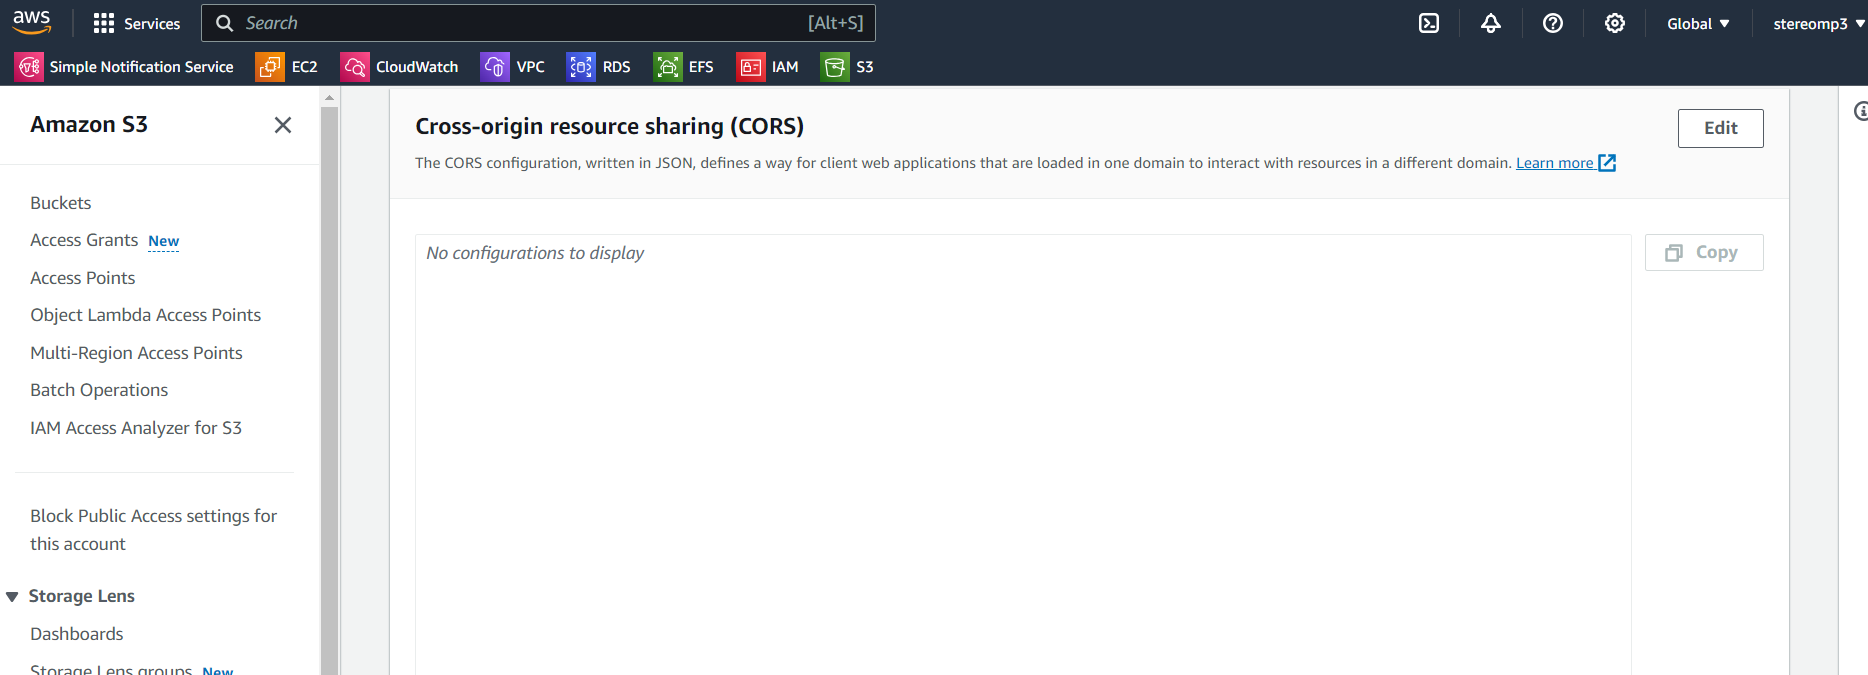 aws
Services
Search
[Alt+S]
Global
stereomp3
Simple Notification Service
EC2
CloudWatch
VPC
RDS
EFS
IAM
S3
Amazon S3
Buckets
Access Grants New
Access Points
Object Lambda Access Points
Multi-Region Access Points
Batch Operations
IAM Access Analyzer for S3
Block Public Access settings for
this account
Storage Lens
Dashboards
Storage Lens groups New
Cross-origin resource sharing (CORS)
Edit
The CORS configuration, written in JSON, defines a way for client web applications that are loaded in one domain to interact with resources in a different domain. Learn more
No configurations to display
Copy